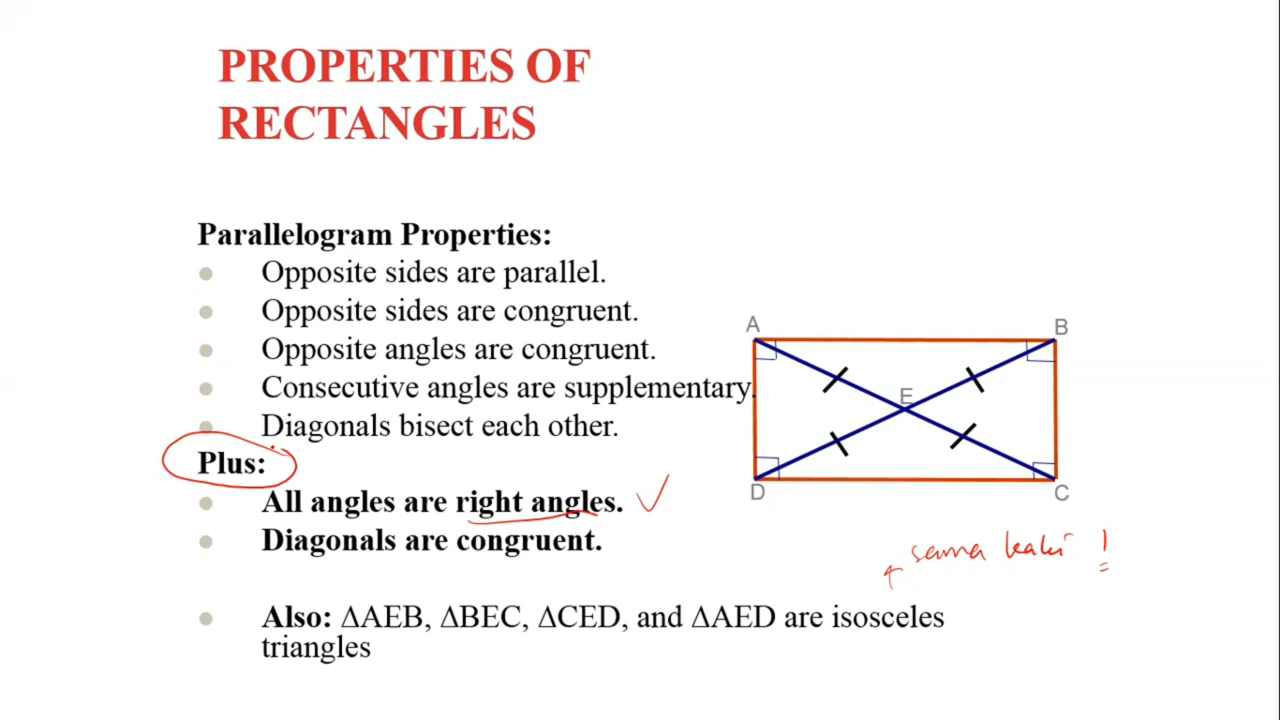 PROPERTIES OF
RECTANGLES
Parallelogram Properties:
Opposite sides are parallel.
Opposite sides are congruent.
Opposite angles are congruent.
Consecutive angles are supplementary.
Diagonals bisect each other.
Plus:
All angles are right angles.
Diagonals are congruent.
Also: ΔAEB, ΔBEC, ΔCED, and ΔAED are isosceles
triangles
A
B
E
D
C
sama kaki !